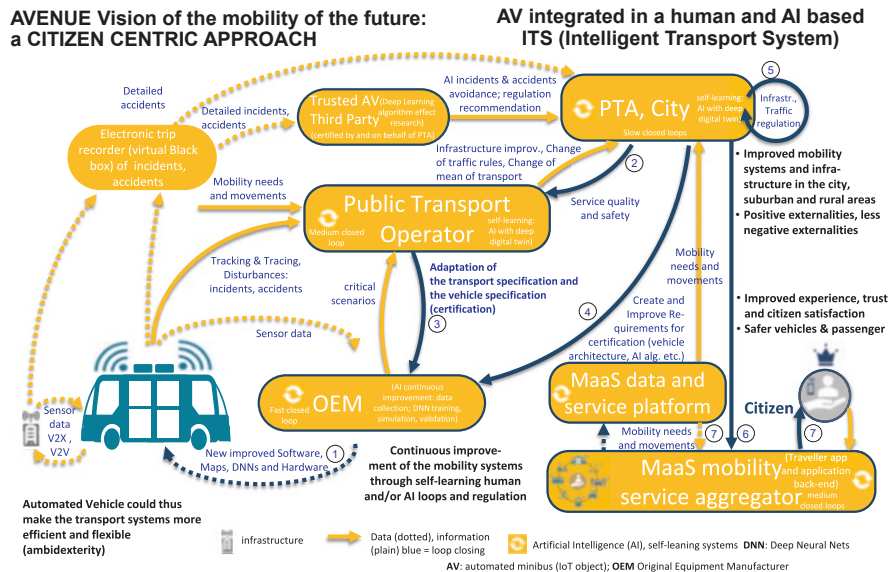 AVENUE Vision of the mobility of the future:
a CITIZEN CENTRIC APPROACH
AV integrated in a human and AI based
ITS (Intelligent Transport System)
Detailed
accidents
AI incidents & accidents
avoidance; regulation
recommendation
5
Infrastr.,
Traffic
regulation
Trusted AV (Deep Learning
Third Party algorithm effect
research)
(certified by and on behalf of PTA)
PTA, City
self-learning:
AI with deep
digital twin)
Slow closed loops
Detailed incidents,
accidents
Electronic trip
recorder (virtual Black
box) of incidents,
accidents
Infrastructure improv., Change
of traffic rules, Change of
mean of transport
2
• Improved mobility
systems and infra-
structure in the city,
suburban and rural areas
• Positive externalities, less
negative externalities
Mobility needs
and movements
Public Transport
Operator
Medium closed
loop
self-learning:
AI with deep
digital twin)
Service quality
and safety
Tracking & Tracing,
Disturbances:
incidents, accidents
critical
scenarios
Adaptation of
the transport specification and
the vehicle specification
(certification)
3
4
Mobility
needs and
movements
Create and
Improve Re-
quirements for
certification (vehicle
architecture, AI alg. etc.)
• Improved experience, trust
and citizen satisfaction
• Safer vehicles & passenger
Sensor data
OEM
Fast closed
loop
(AI continuous
improvement: data
collection; DNN training,
simulation, validation)
MaaS data and
service platform
Citizen
Sensor
data
V2X ,
V2V
New improved Software,
Maps, DNNs and Hardware
1
Continuous improve-
ment of the mobility systems
through self-learning human
and/or AI loops and regulation
Mobility needs
and movements
7
6
7
MaaS mobility
service aggregator
(Traveller app
and application
back-end)
medium
closed loops
Automated Vehicle could thus
make the transport systems more
efficient and flexible
(ambidexterity)
infrastructure
Data (dotted), information
(plain) blue = loop closing
Artificial Intelligence (AI), self-leaning systems DNN: Deep Neural Nets
AV: automated minibus (IoT object); OEM Original Equipment Manufacturer